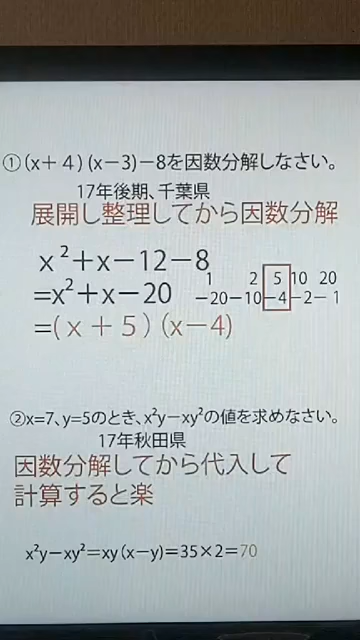 ①(x+4)(x−3)−8を因数分解しなさい。
17年後期、千葉県
展開し整理してから因数分解
x²+x−12−8
1 2 5 10 20
=x²+x−20 −20−10−4−2−1
=(x+5)(x−4)
②x=7、y=5のとき、x²y−xy²の値を求めなさい。
17年秋田県
因数分解してから代入して
計算すると楽
x²y−xy²=xy(x−y)=35×2=70